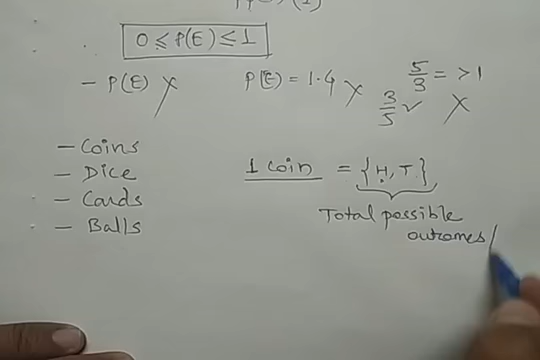 0 ≤ P(E) ≤ 1
- P(E) X P(E) = 1.4 X 5/3 = > 1
3/5 ✓ X
- Coins
- Dice
- Cards
- Balls
1 coin = {H, T.}
Total possible
outcomes/